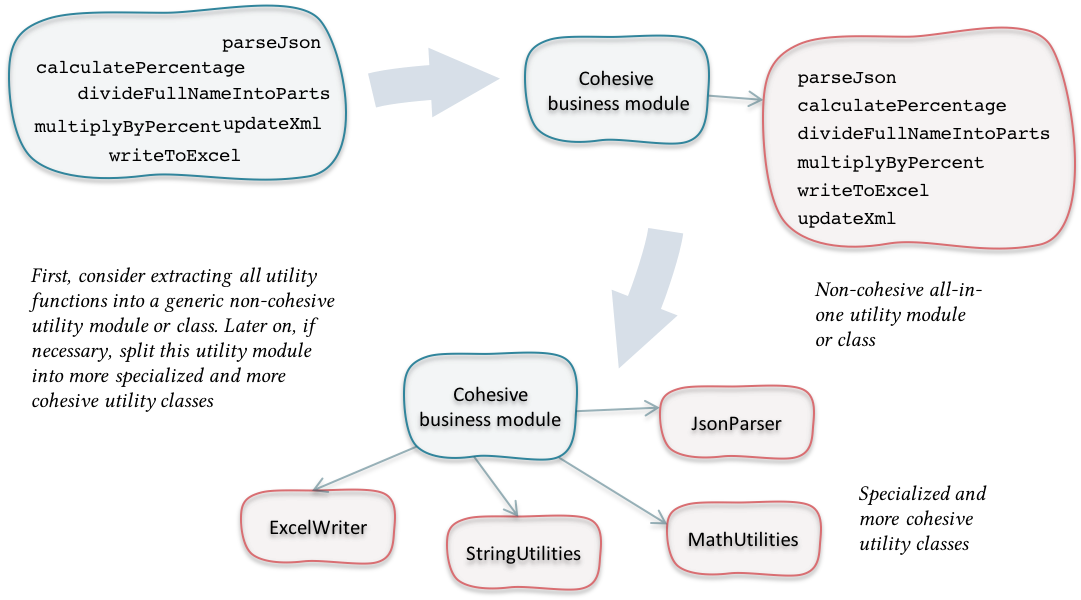 parseJson
calculatePercentage
divideFullNameIntoParts
multiplyByPercent
updateXml
writeToExcel
Cohesive
business module
parseJson
calculatePercentage
divideFullNameIntoParts
multiplyByPercent
writeToExcel
updateXml
First, consider extracting all utility
functions into a generic non-cohesive
utility module or class. Later on, if
necessary, split this utility module
into more specialized and more
cohesive utility classes
Non-cohesive all-in-
one utility module
or class
Cohesive
business module
JsonParser
ExcelWriter
StringUtilities
MathUtilities
Specialized and
more cohesive
utility classes